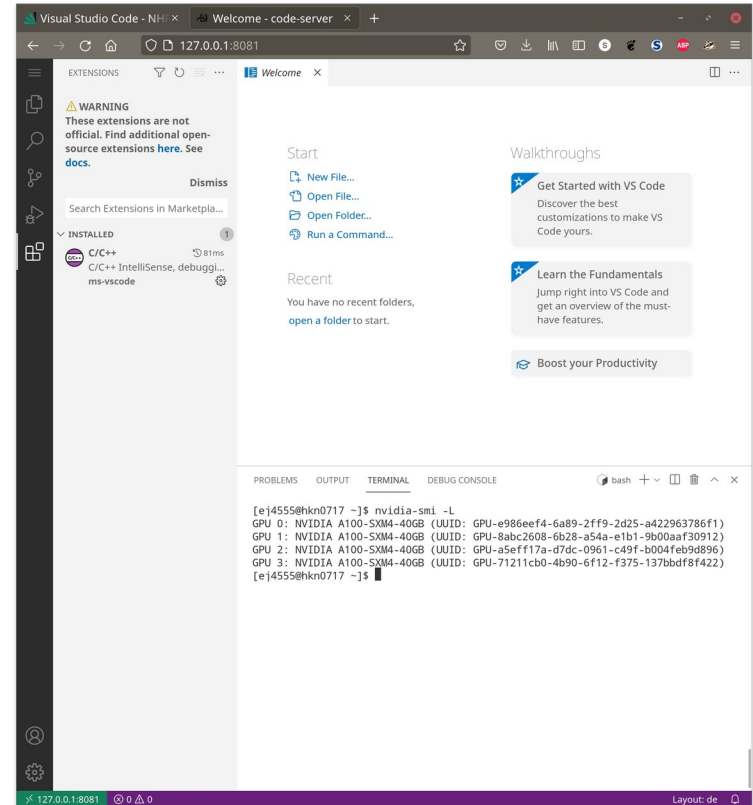 Visual Studio Code - NH
Welcome - code-server
127.0.0.1:8081
S
S
ABP
EXTENSIONS
Welcome
WARNING
These extensions are not
official. Find additional open-
source extensions here. See
docs.
Dismiss
Search Extensions in Marketpla...
INSTALLED
1
C/C++
C/C++
81ms
C/C++ IntelliSense, debuggi...
ms-vscode
Start
New File...
Open File...
Open Folder...
Run a Command...
Recent
You have no recent folders,
open a folder to start.
Walkthroughs
Get Started with VS Code
Discover the best
customizations to make VS
Code yours.
Learn the Fundamentals
Jump right into VS Code and
get an overview of the must-
have features.
Boost your Productivity
PROBLEMS OUTPUT TERMINAL DEBUG CONSOLE
bash
[ej4555@hkn0717 ~]$ nvidia-smi -L
GPU 0: NVIDIA A100-SXM4-40GB (UUID: GPU-e986eef4-6a89-2ff9-2d25-a422963786f1)
GPU 1: NVIDIA A100-SXM4-40GB (UUID: GPU-8abc2608-6b28-a54a-e1b1-9b00aaf30912)
GPU 2: NVIDIA A100-SXM4-40GB (UUID: GPU-a5eff17a-d7dc-0961-c49f-b004feb9d896)
GPU 3: NVIDIA A100-SXM4-40GB (UUID: GPU-71211cb0-4b90-6f12-f375-137bbdf8f422)
[ej4555@hkn0717 ~]$
127.0.0.1:8081
0
0
Layout: de